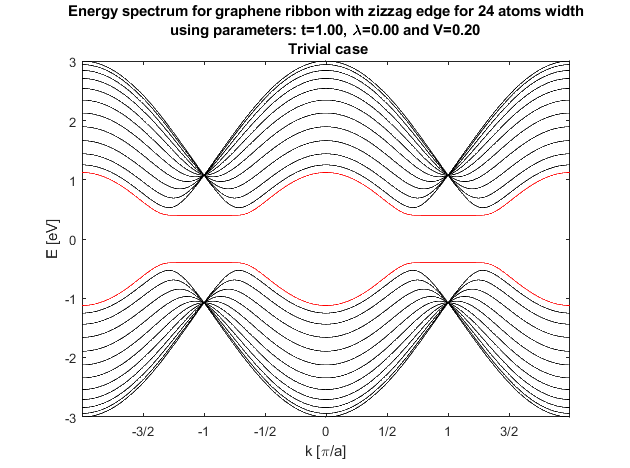 Energy spectrum for graphene ribbon with zizzag edge for 24 atoms width
using parameters: t=1.00, λ=0.00 and V=0.20
Trivial case
3
2
1
0
-1
-2
-3
E [eV]
-3/2 -1 -1/2 0 1/2 1 3/2
k [π/a]